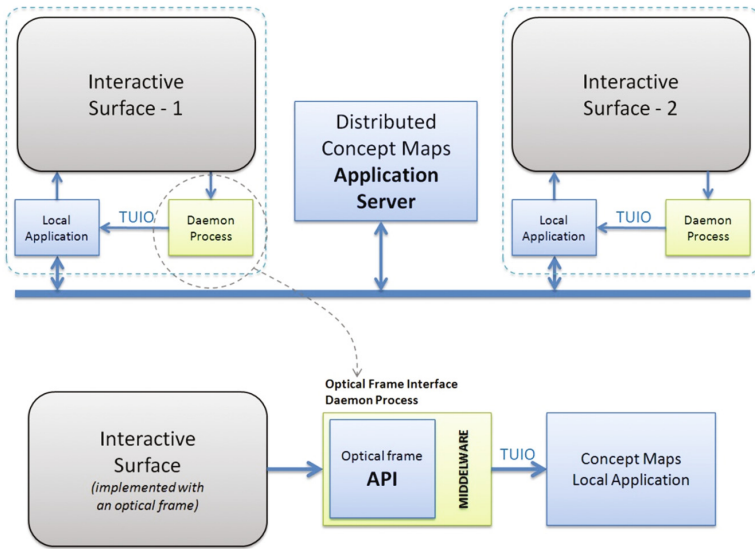 Interactive
Surface - 1
Distributed
Concept Maps
Application
Server
Interactive
Surface - 2
Local
Application
TUIO
Daemon
Process
Local
Application
TUIO
Daemon
Process
Optical Frame Interface
Daemon Process
Interactive
Surface
(implemented with
an optical frame)
Optical frame
API
MIDDELWARE
TUIO
Concept Maps
Local Application